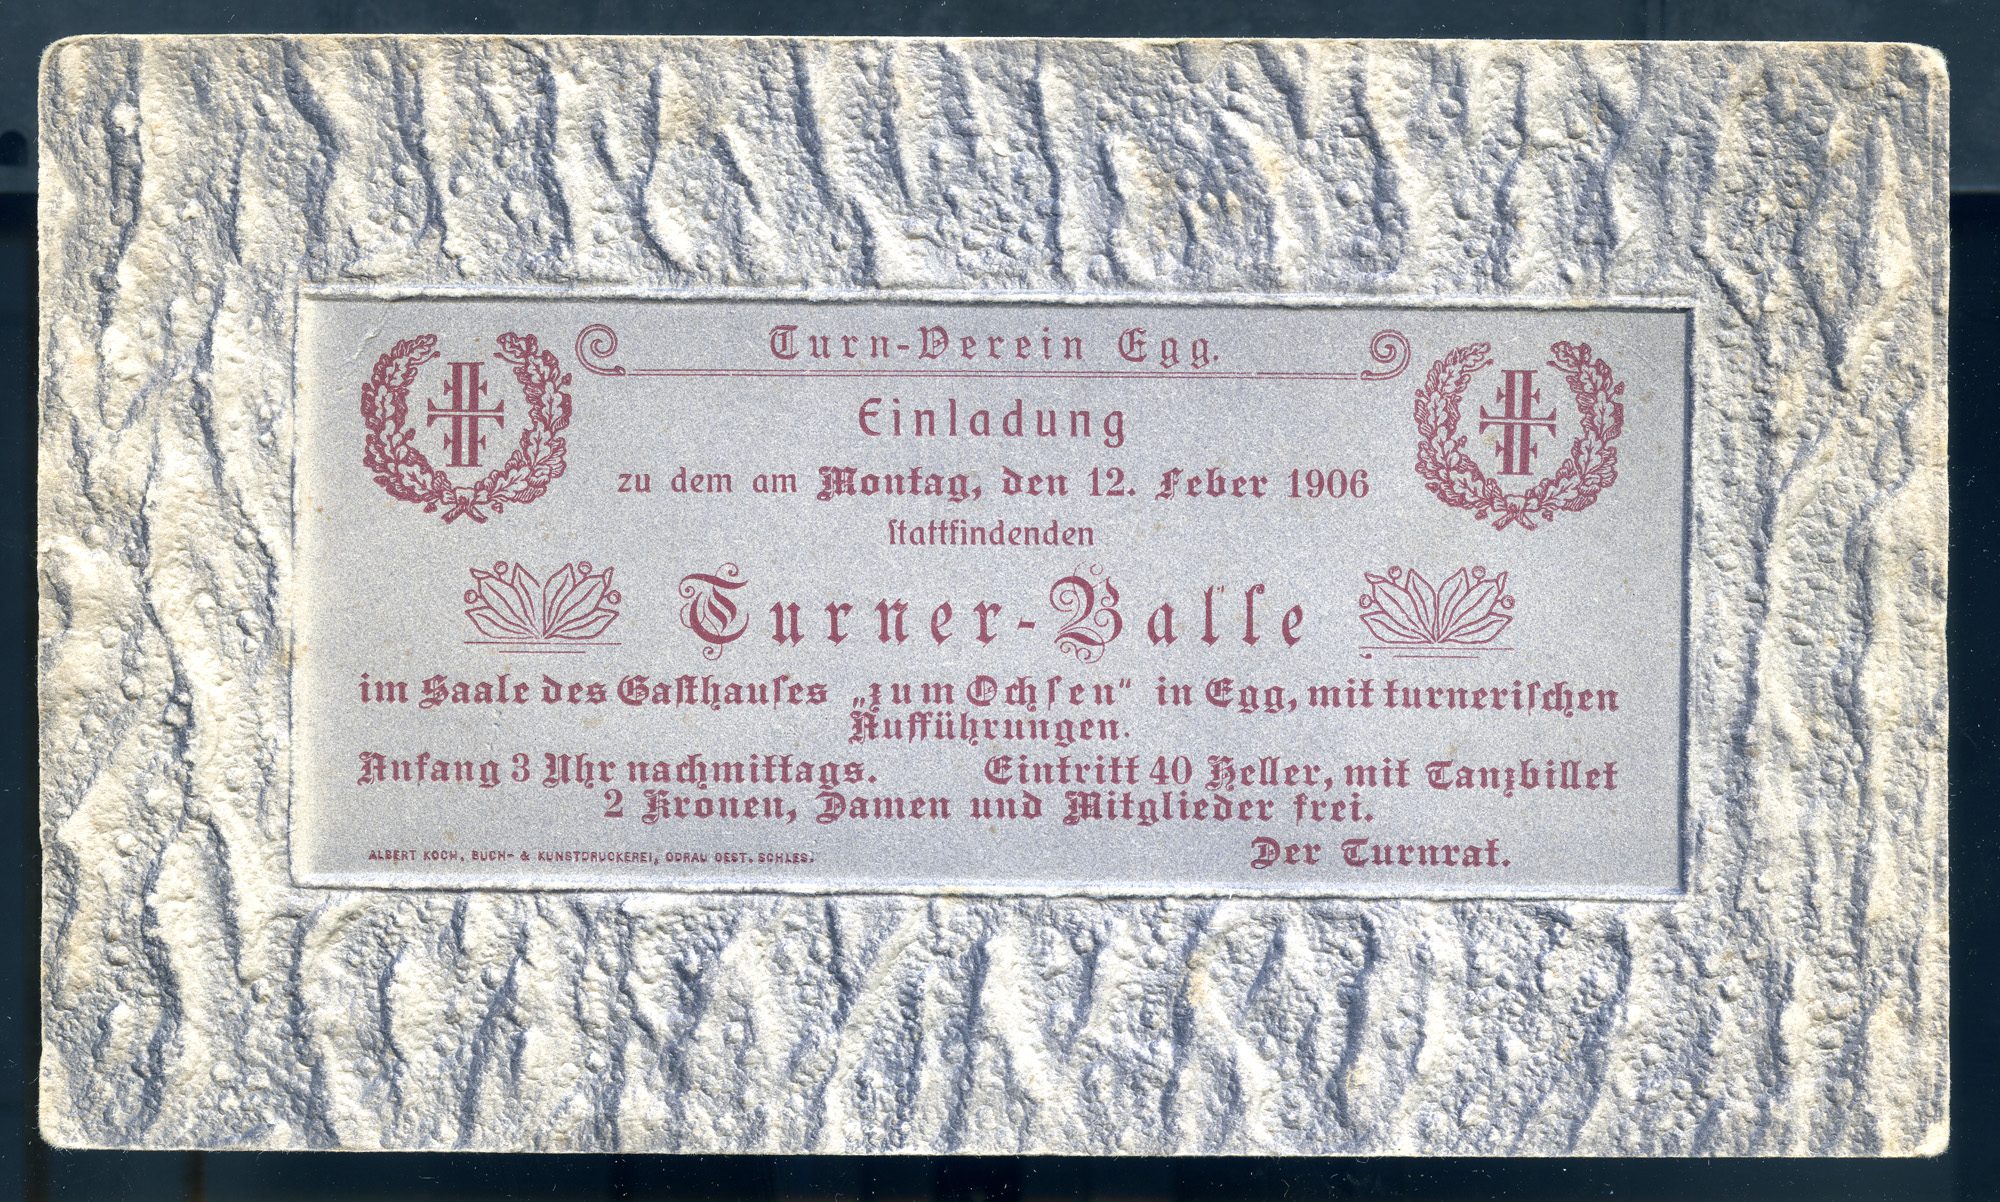 Turn-Verein Egg.
Einladung
zu dem am Montag, den 12. Feber 1906
ſtattfindenden
Turner-Balle
im Saale des Gaſthauſes „zum Ochſen“ in Egg, mit turneriſchen
Aufführungen.
Anfang 3 Uhr nachmittags. Eintritt 40 Heller, mit Tanzbillet
2 Kronen, Damen und Mitglieder frei.
Der Turnrat.
ALBERT KOCH, BUCH- & KUNSTDRUCKEREI, ODRAU OEST. SCHLES.